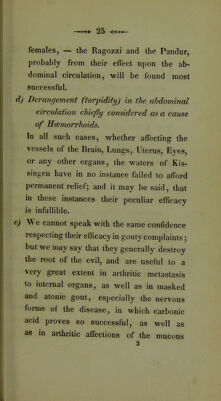 25
females, — the Ragozzi and the Pandur,
probably from their effect upon the ab-
dominal circulation, will be found most
successful.
d) Derangement (torpidity) in the abdominal
circulation chiefly considered as a cause
of Hæmorrhoids.
In all such cases, whether affecting the
vessels of the Brain, Lungs, Uterus, Eyes,
or any other organs, the waters of Kis-
singen have in no instance failed to afford
permanent relief; and it may be said, that
in these instances their peculiar efficacy
is infallible.
e) We cannot speak with the same confidence
respecting their efficacy in gouty complaints;
but we may say that they generally destroy
the root of the evil, and are useful to a
very great extent in arthritic metastasis
to internal organs, as well as in masked
and atonic gout, especially the nervous
forms of the disease, in which carbonic
acid proves so successful, as well as
as in arthritic affections of the mucous
2